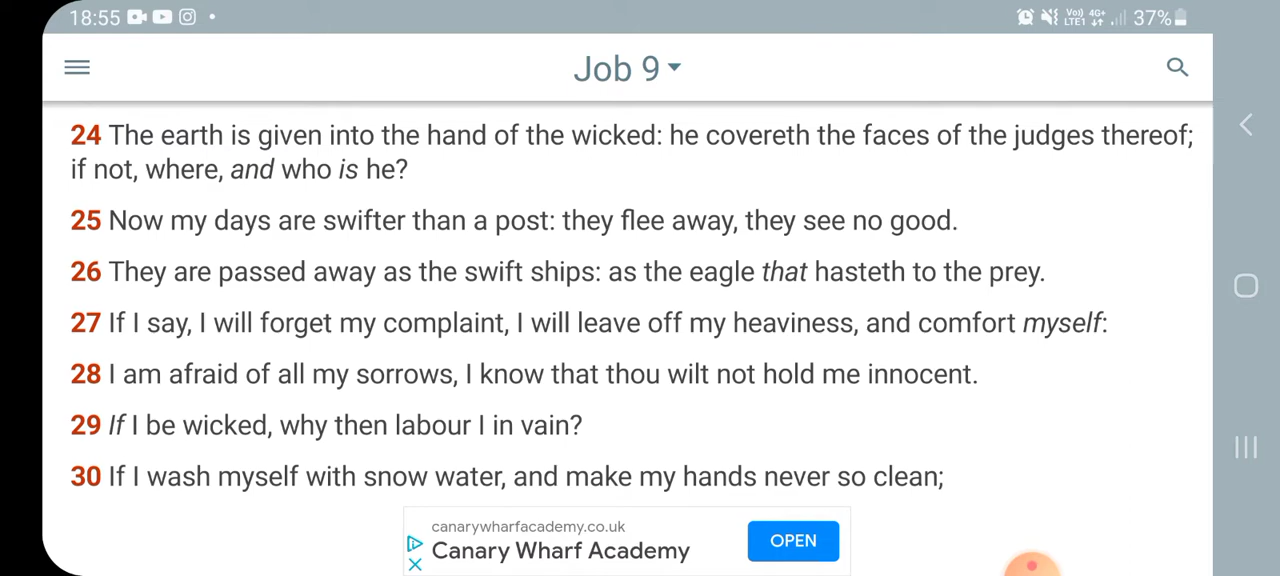 18:55
Vo) 4G+
LTE1 37%
Job 9
24 The earth is given into the hand of the wicked: he covereth the faces of the judges thereof;
if not, where, and who is he?
25 Now my days are swifter than a post: they flee away, they see no good.
26 They are passed away as the swift ships: as the eagle that hasteth to the prey.
27 If I say, I will forget my complaint, I will leave off my heaviness, and comfort myself:
28 I am afraid of all my sorrows, I know that thou wilt not hold me innocent.
29 If I be wicked, why then labour I in vain?
30 If I wash myself with snow water, and make my hands never so clean;
canarywharfacademy.co.uk
Canary Wharf Academy
OPEN